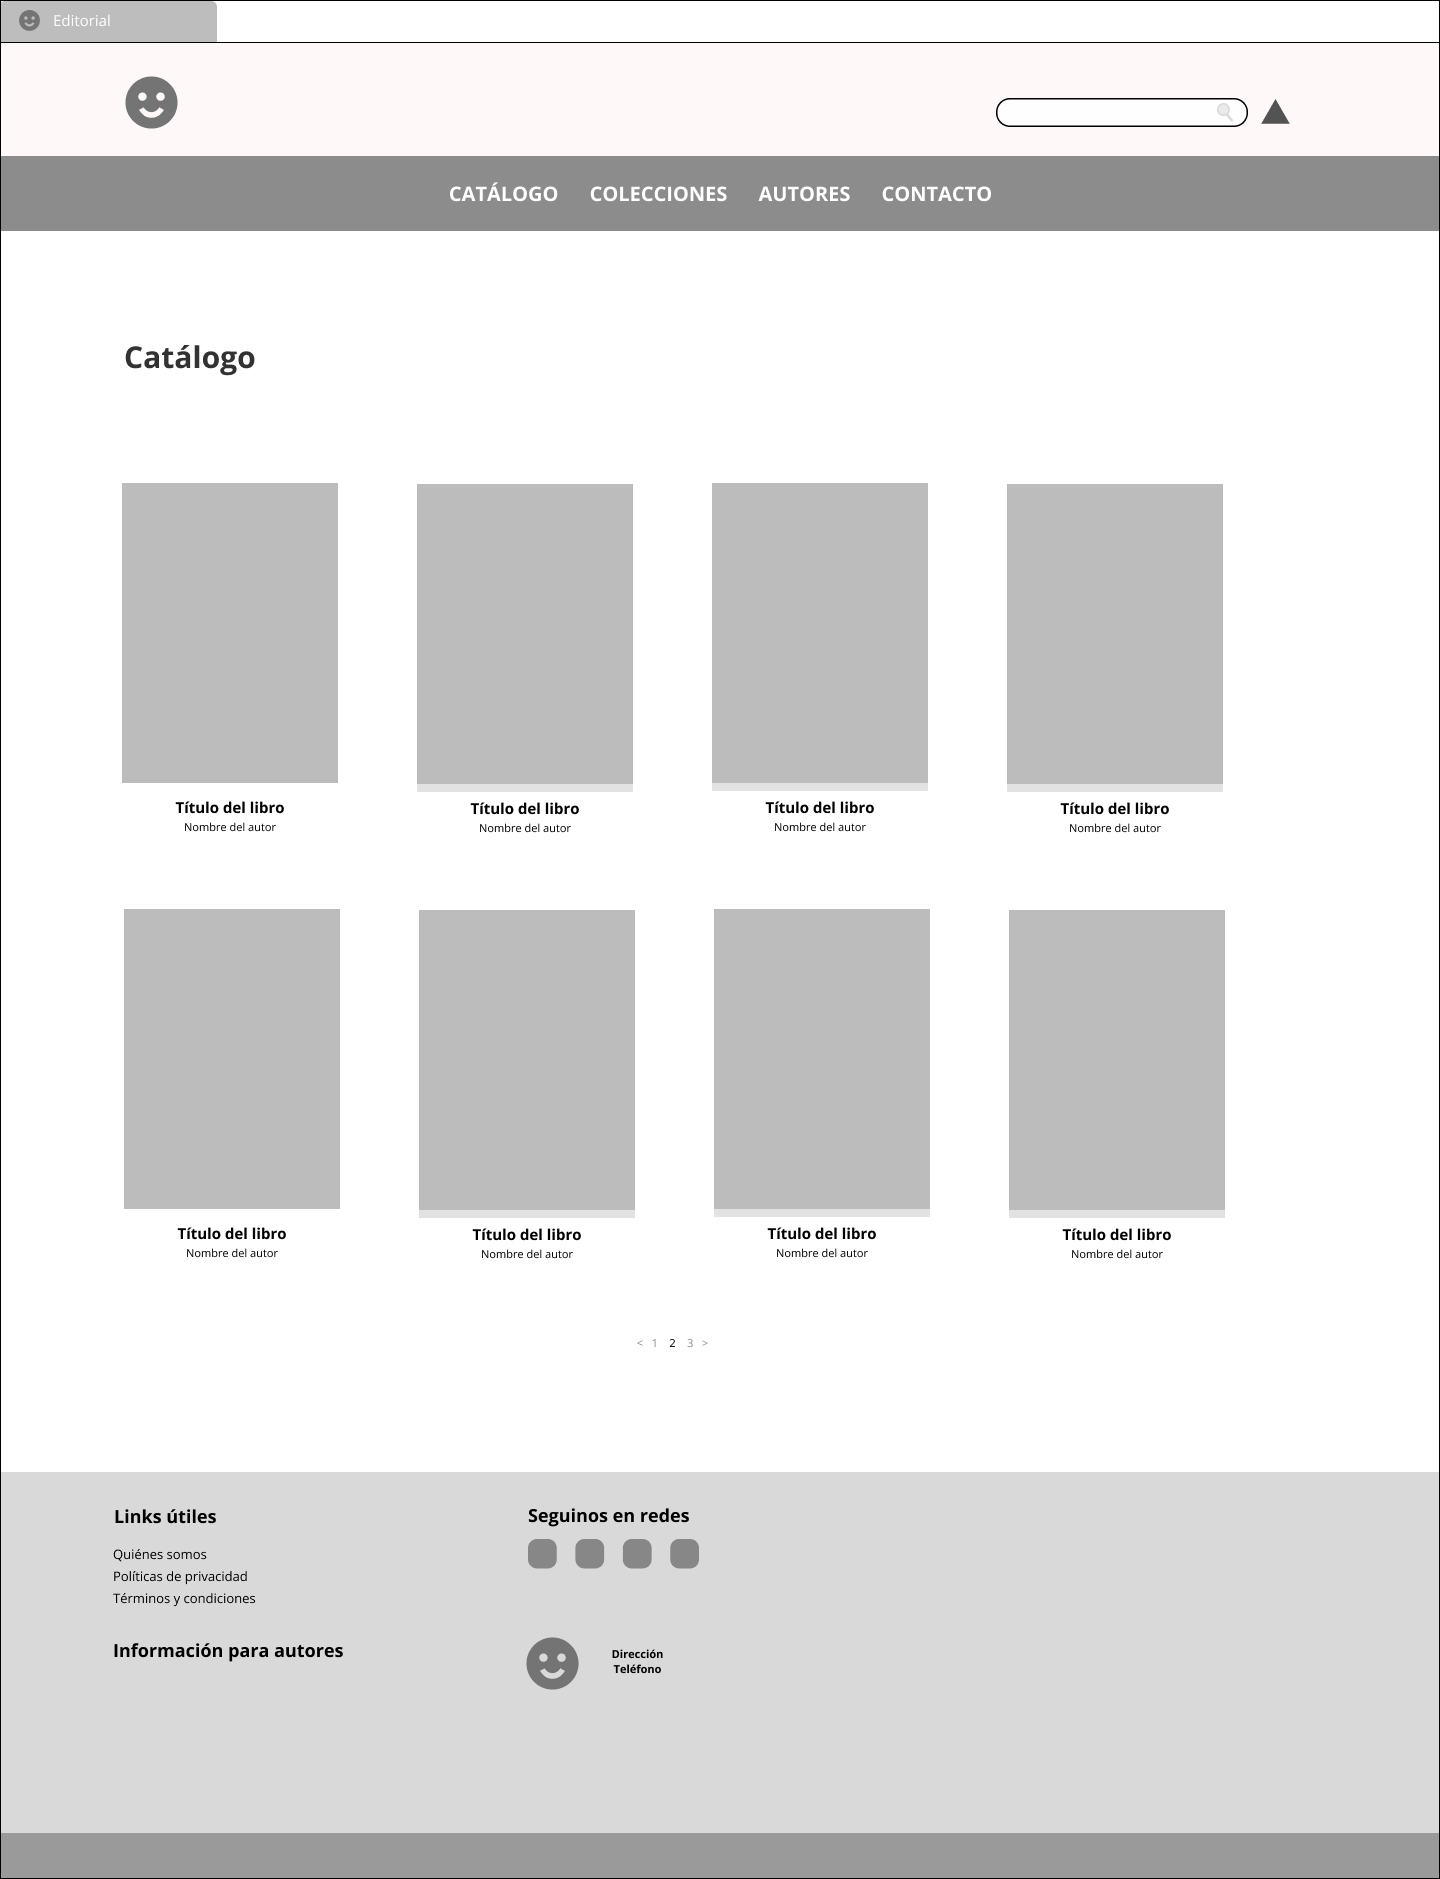 Editorial
CATÁLOGO COLECCIONES AUTORES CONTACTO
Catálogo
Título del libro Título del libro Título del libro Título del libro
Nombre del autor Nombre del autor Nombre del autor Nombre del autor
Título del libro Título del libro Título del libro Título del libro
Nombre del autor Nombre del autor Nombre del autor Nombre del autor
< 1 2 3 >
Links útiles
Quiénes somos
Políticas de privacidad
Términos y condiciones
Información para autores
Seguinos en redes
Dirección
Teléfono